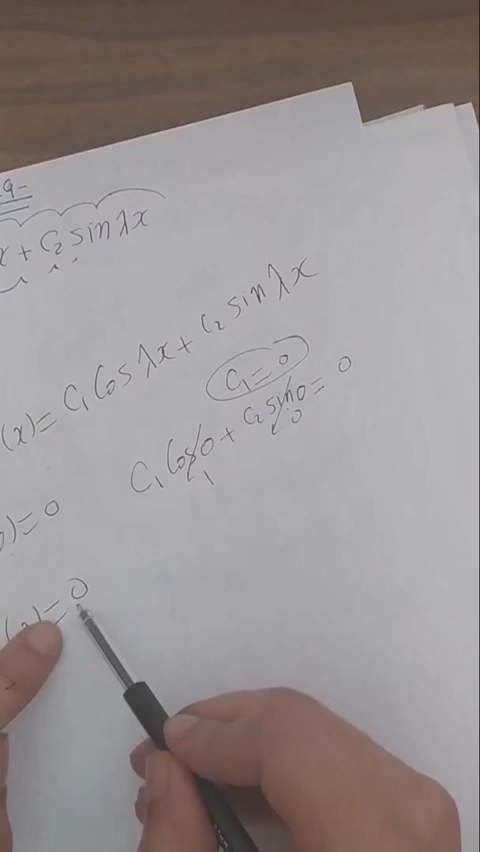 9-
x + C₂ sin λx
(x) = C₁ Cos λx + C₂ sin λx
C₁ = 0
C₁ Cos 0 + C₂ sin 0 = 0
1 0
) = 0
) = 0